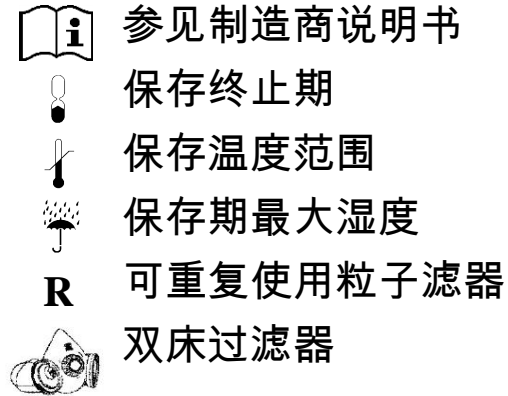 参见制造商说明书
保存终止期
保存温度范围
保存期最大湿度
R 可重复使用粒子滤器
双床过滤器